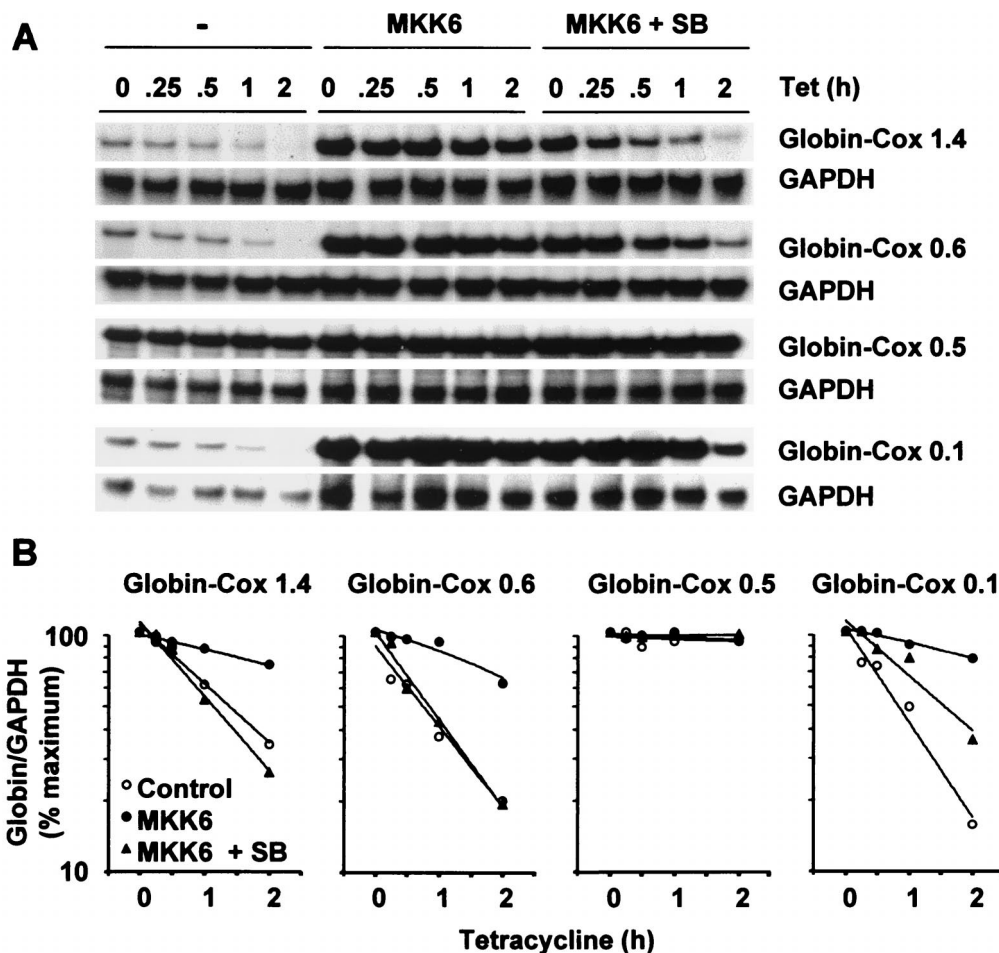 A
- MKK6 MKK6 + SB
0 .25 .5 1 2 0 .25 .5 1 2 0 .25 .5 1 2 Tet (h)
Globin-Cox 1.4
GAPDH
Globin-Cox 0.6
GAPDH
Globin-Cox 0.5
GAPDH
Globin-Cox 0.1
GAPDH
B
Globin-Cox 1.4 Globin-Cox 0.6 Globin-Cox 0.5 Globin-Cox 0.1
Globin/GAPDH
(% maximum)
100
10
Control
MKK6
MKK6 + SB
0 1 2 0 1 2 0 1 2 0 1 2
Tetracycline (h)